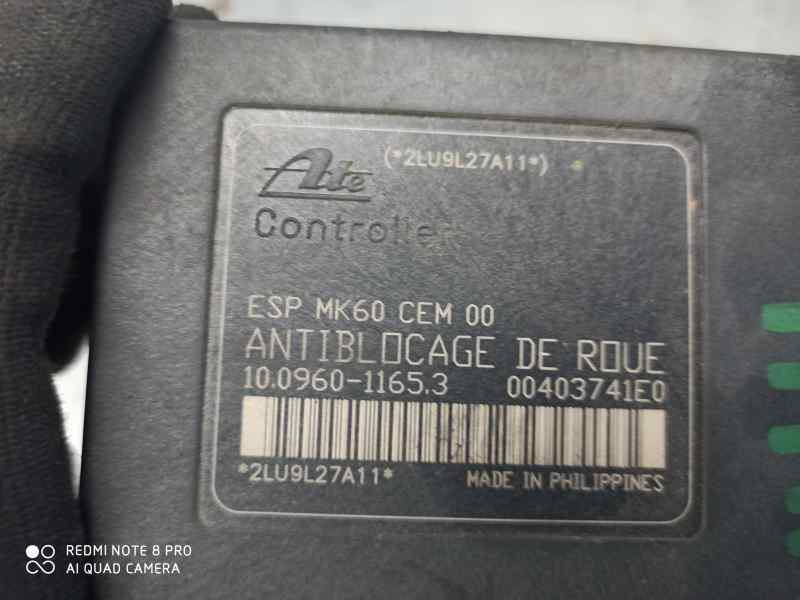 (*2LU9L27A11*)
Ate
Controller
ESP MK60 CEM 00
ANTIBLOCAGE DE ROUE
10.0960-1165.3 00403741E0
*2LU9L27A11* MADE IN PHILIPPINES
REDMI NOTE 8 PRO
AI QUAD CAMERA